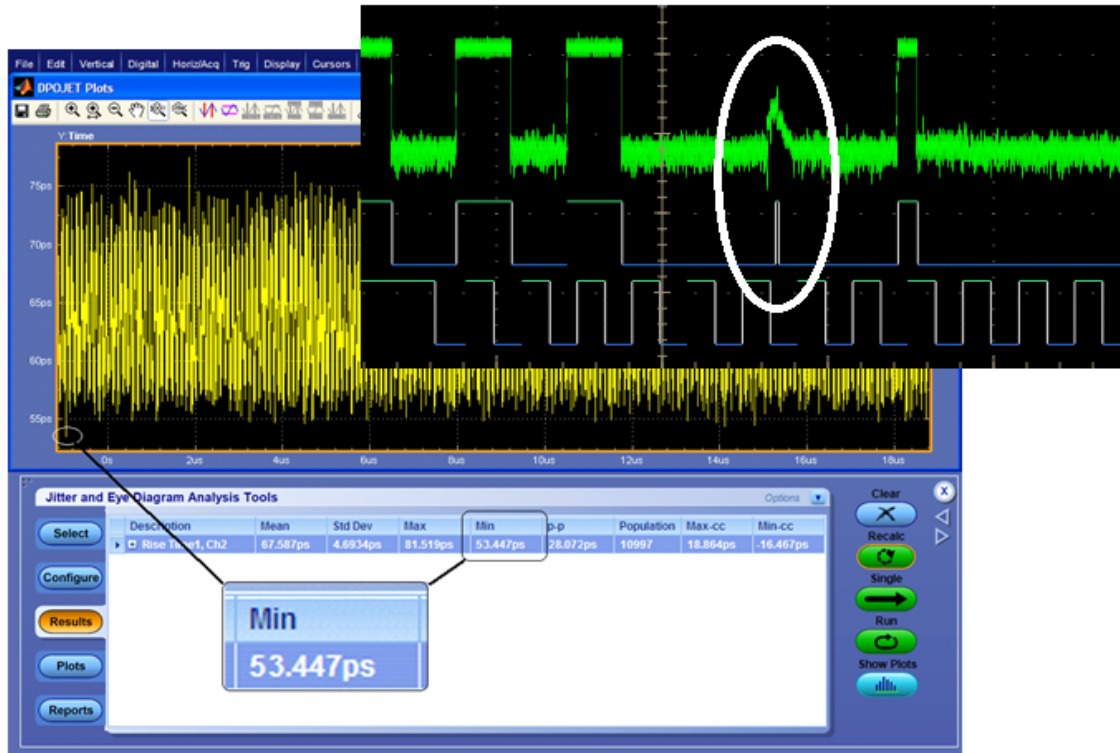 File Edit Vertical Digital Horiz/Acq Trig Display Cursors
DPOJET Plots
Y:Time
75ps
70ps
65ps
60ps
55ps
0s 2us 4us 6us 8us 10us 12us 14us 16us 18us
Jitter and Eye Diagram Analysis Tools
Options
Clear
X
Select
Description Mean Std Dev Max Min p-p Population Max-cc Min-cc
Rise Time1, Ch2 67.587ps 4.6934ps 81.519ps 53.447ps 28.072ps 10997 18.864ps -16.467ps
Recalc
Configure
Single
Min
53.447ps
Results
Run
Plots
Show Plots
Reports